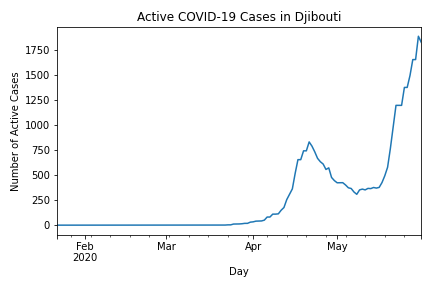 Active COVID-19 Cases in Djibouti
1750
1500
1250
1000
750
500
250
0
Number of Active Cases
Feb
2020
Mar
Apr
May
Day